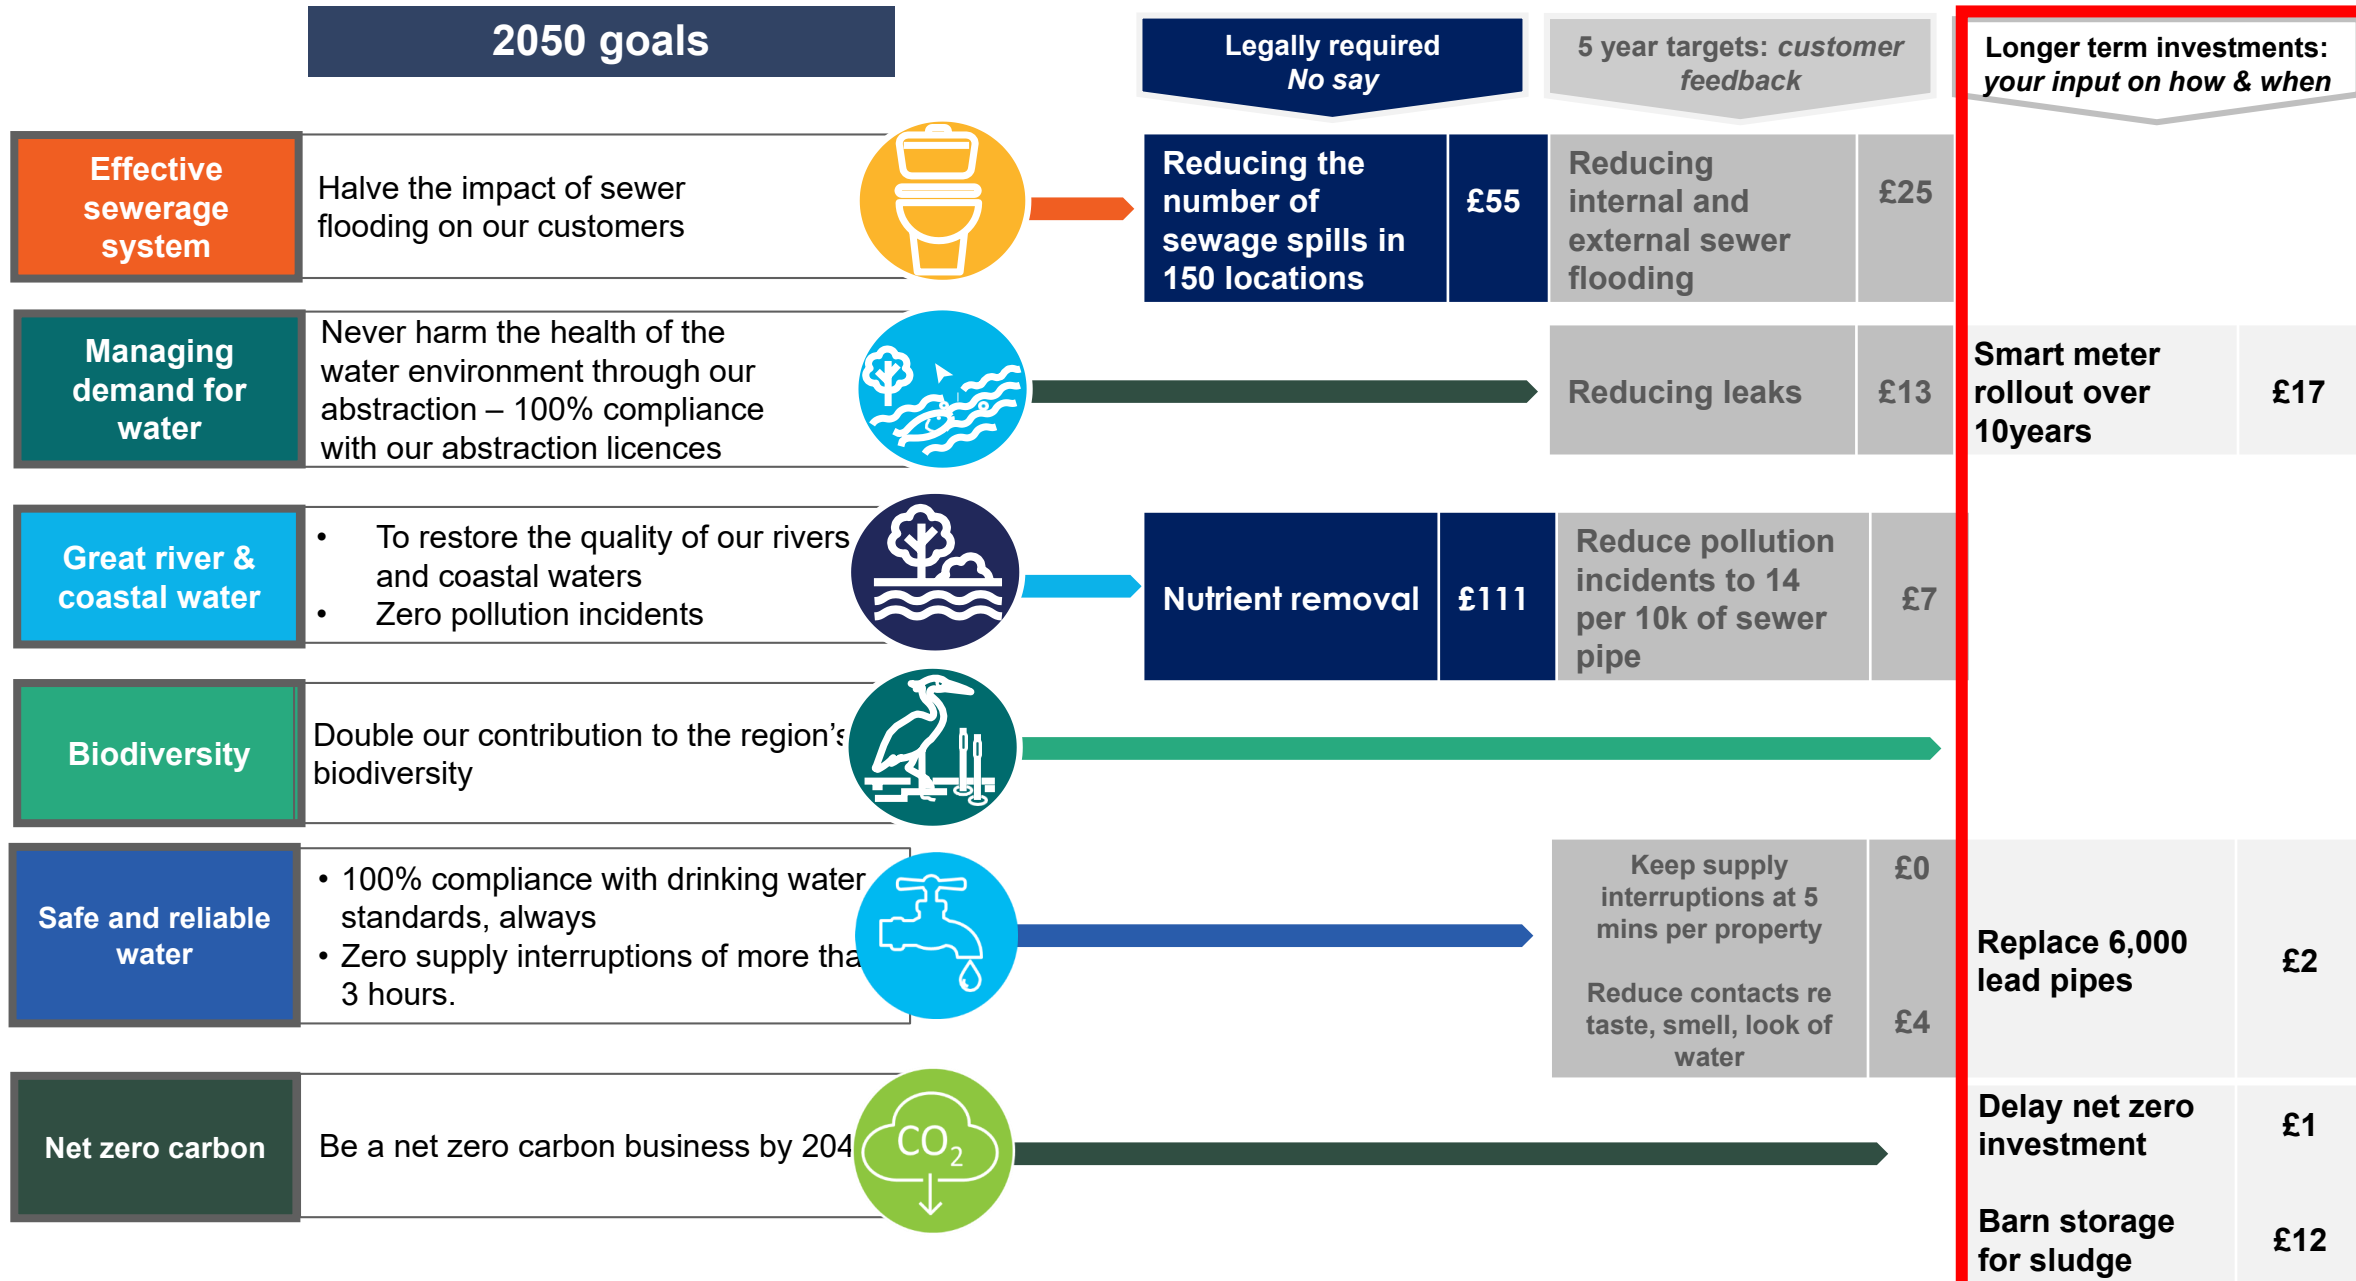 2050 goals
Legally required
No say
5 year targets: customer
feedback
Longer term investments:
your input on how & when
Effective
sewerage
system
Halve the impact of sewer
flooding on our customers
Reducing the
number of
sewage spills in
150 locations
£55
Reducing
internal and
external sewer
flooding
£25
Managing
demand for
water
Never harm the health of the
water environment through our
abstraction – 100% compliance
with our abstraction licences
Reducing leaks
£13
Smart meter
rollout over
10years
£17
Great river &
coastal water
• To restore the quality of our rivers
and coastal waters
• Zero pollution incidents
Nutrient removal
£111
Reduce pollution
incidents to 14
per 10k of sewer
pipe
£7
Biodiversity
Double our contribution to the region's
biodiversity
Safe and reliable
water
• 100% compliance with drinking water
standards, always
• Zero supply interruptions of more tha
3 hours.
Keep supply
interruptions at 5
mins per property
£0
Reduce contacts re
taste, smell, look of
water
£4
Replace 6,000
lead pipes
£2
Net zero carbon
Be a net zero carbon business by 204
CO2
Delay net zero
investment
£1
Barn storage
for sludge
£12